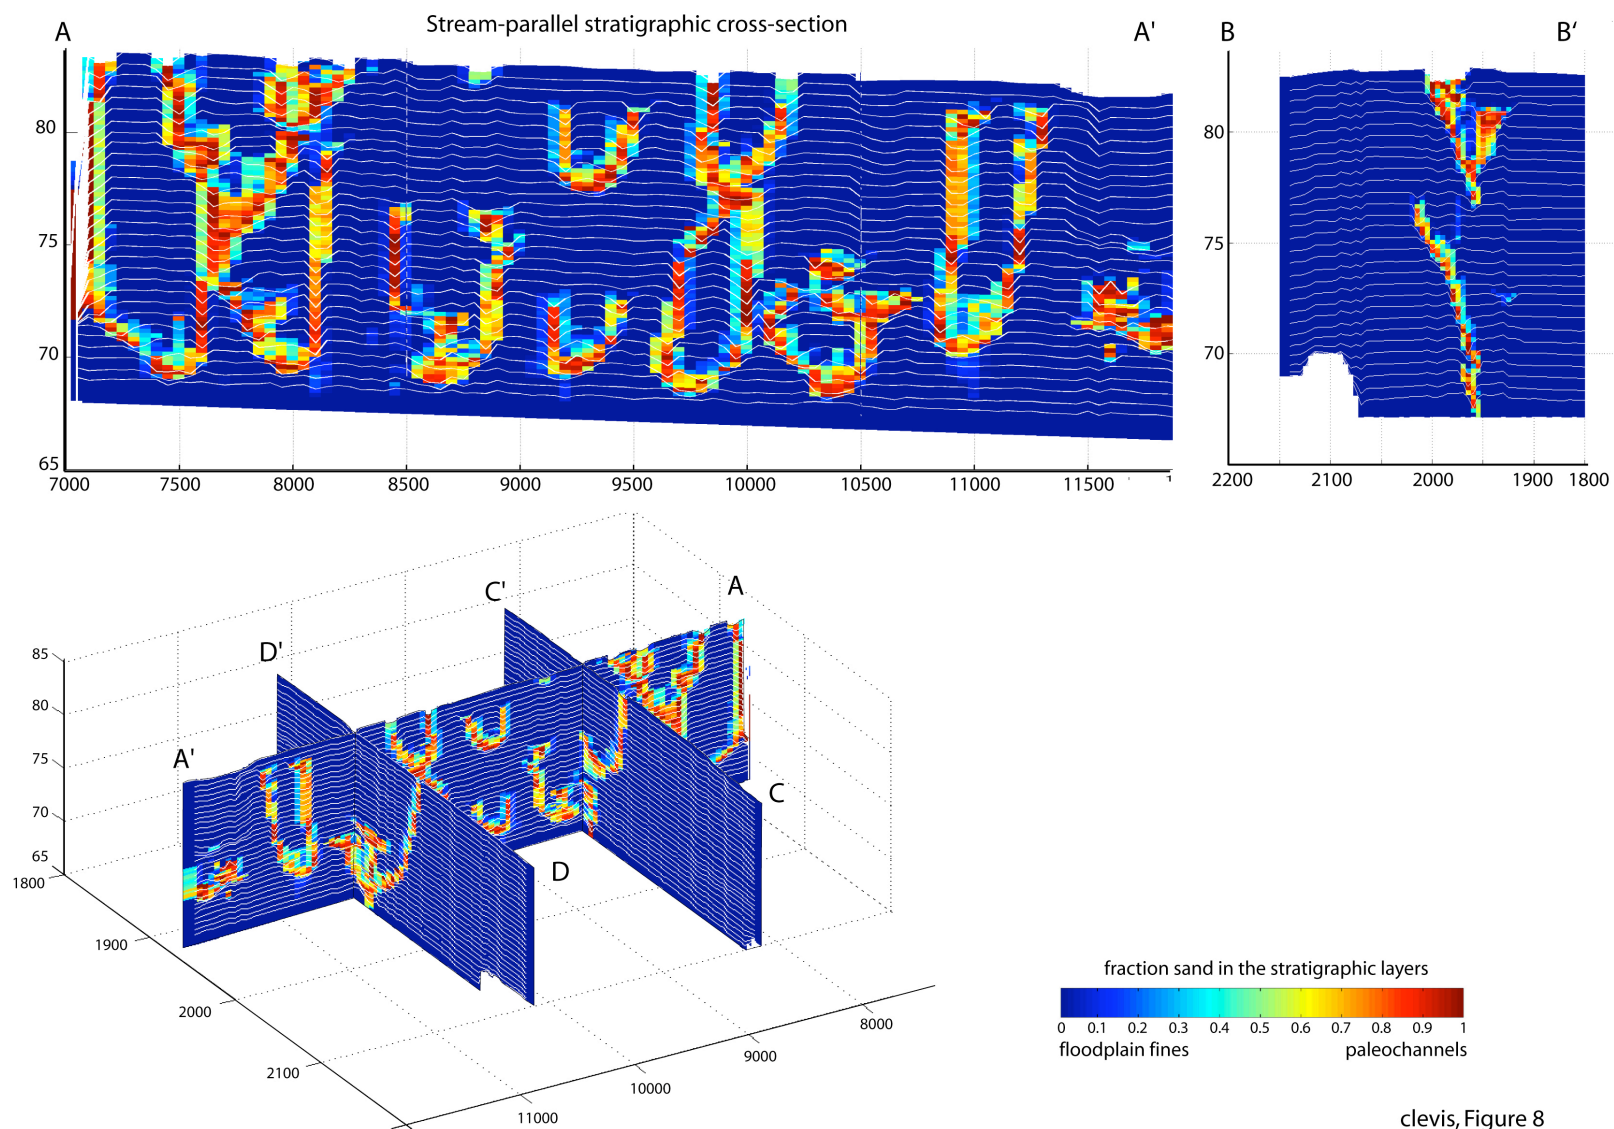 Stream-parallel stratigraphic cross-section
A A' B B'
80 80
75 75
70 70
65
7000 7500 8000 8500 9000 9500 10000 10500 11000 11500
2200 2100 2000 1900 1800
C' A
D'
85
80
A'
75
70
C
65
D
1800
1900
2000
2100
8000
9000
10000
11000
fraction sand in the stratigraphic layers
0 0.1 0.2 0.3 0.4 0.5 0.6 0.7 0.8 0.9 1
floodplain fines paleochannels
clevis, Figure 8